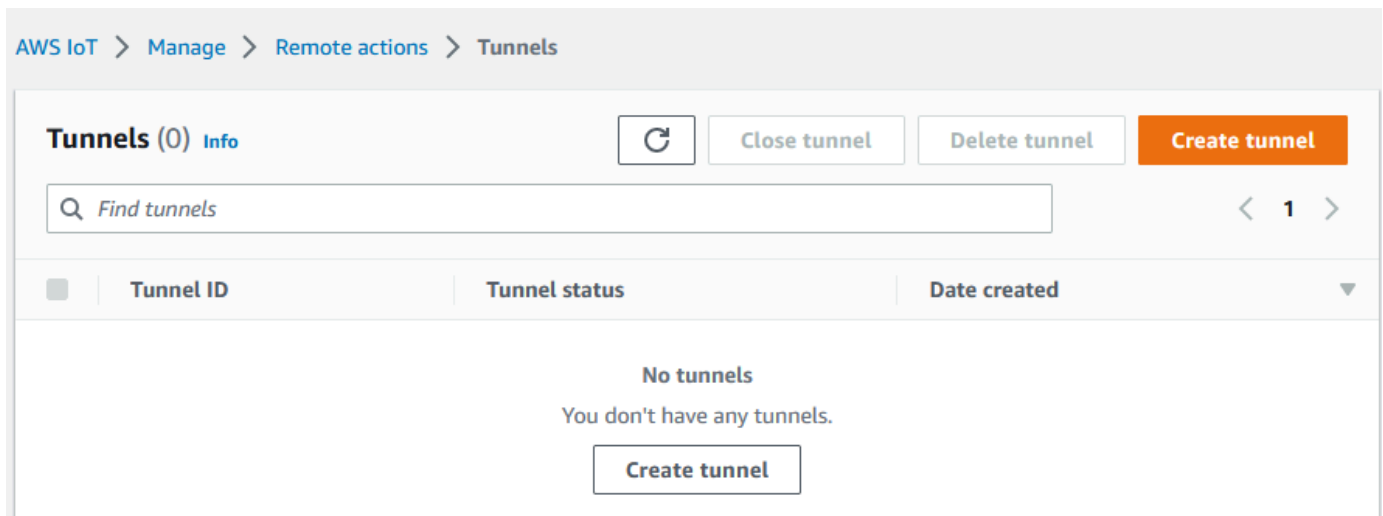 AWS IoT > Manage > Remote actions > Tunnels
Tunnels (0) Info
Close tunnel
Delete tunnel
Create tunnel
Find tunnels
1
Tunnel ID
Tunnel status
Date created
No tunnels
You don't have any tunnels.
Create tunnel